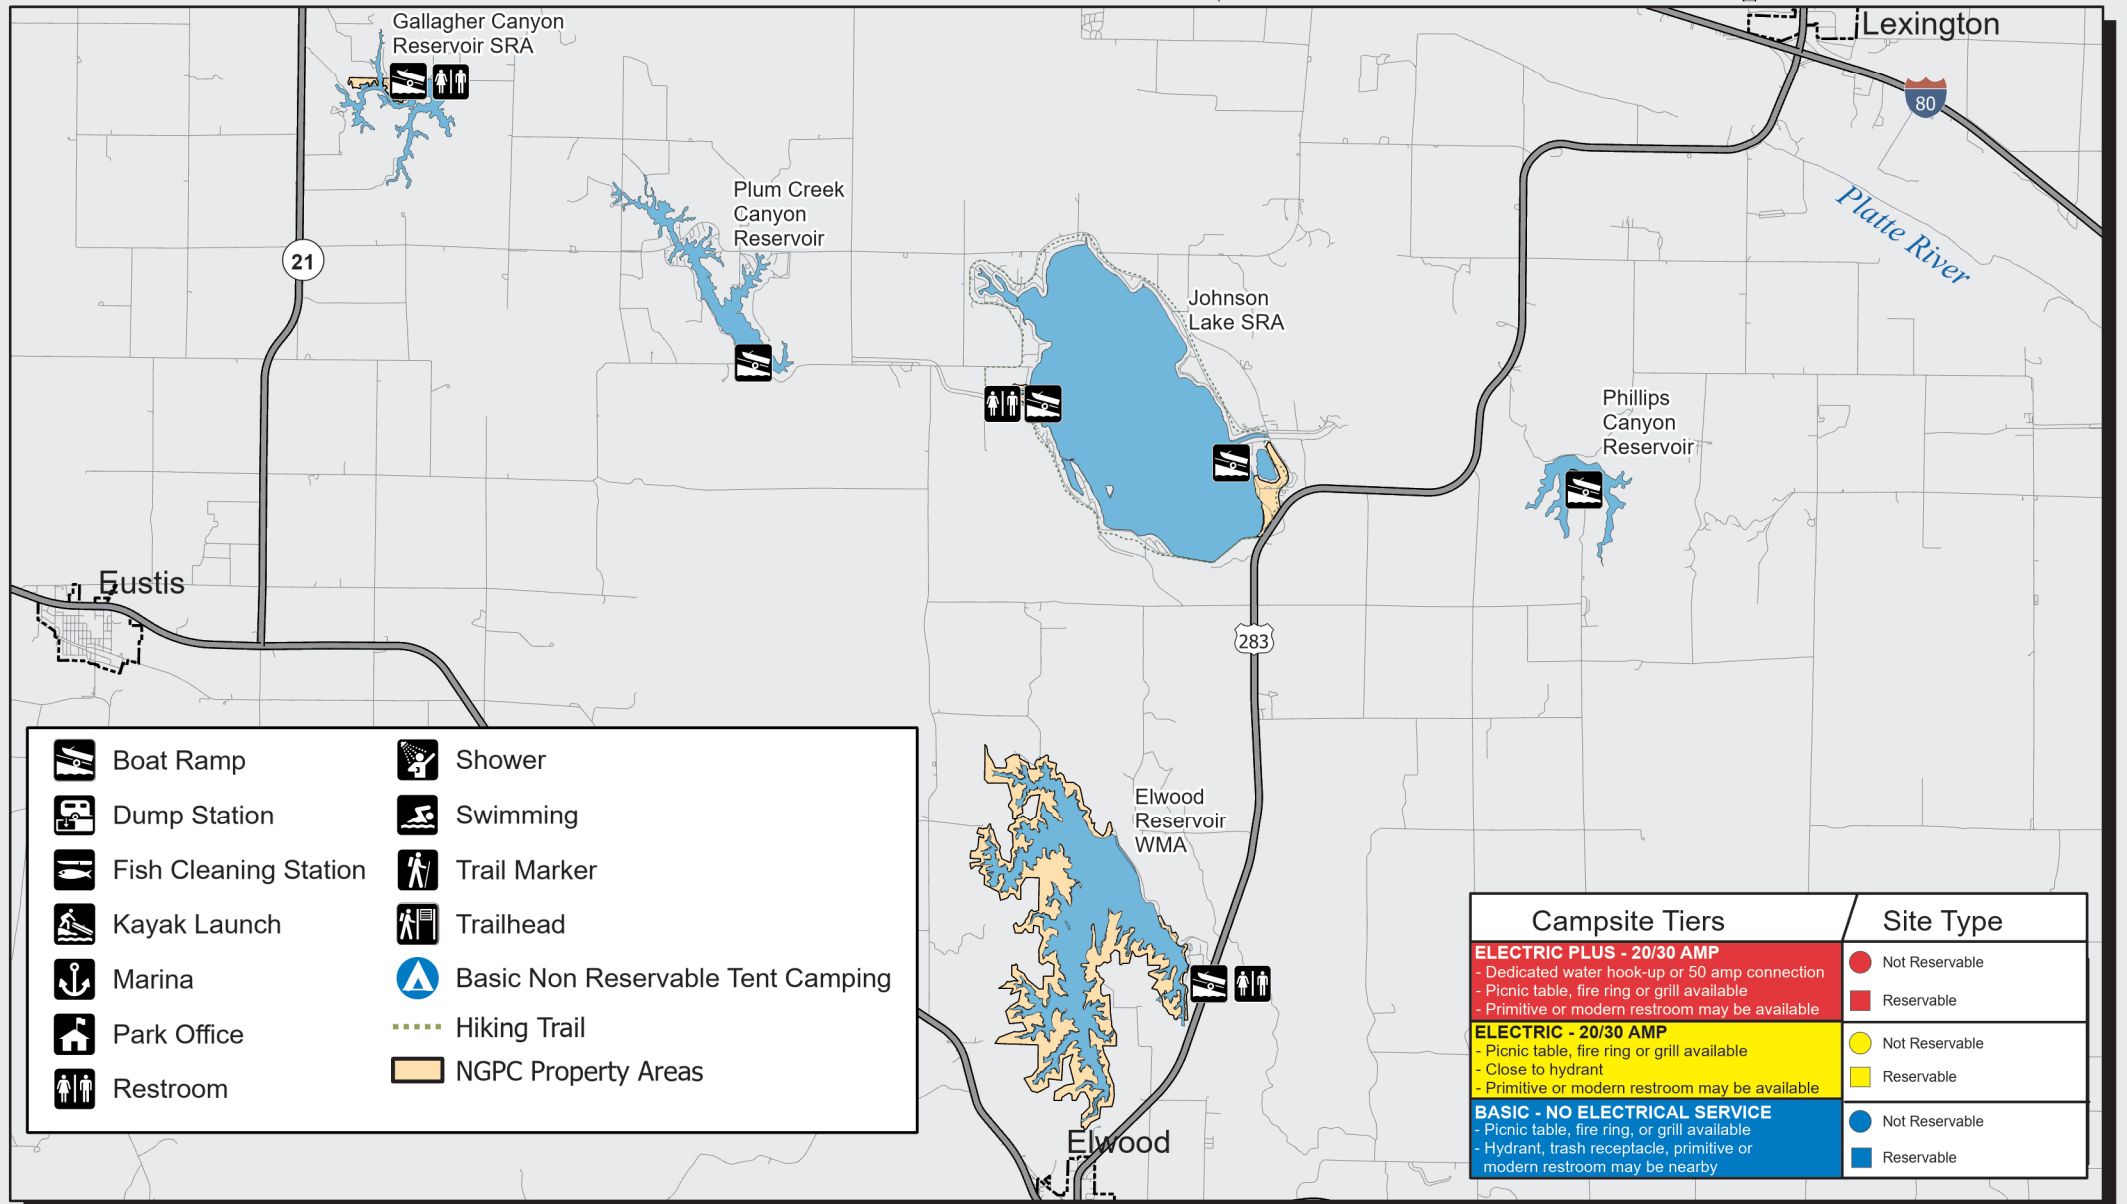 Gallagher Canyon
Reservoir SRA
Lexington
80
Plum Creek
Canyon
Reservoir
Platte River
21
Johnson
Lake SRA
Phillips
Canyon
Reservoir
Eustis
283
Elwood
Reservoir
WMA
Elwood
Boat Ramp
Dump Station
Fish Cleaning Station
Kayak Launch
Marina
Park Office
Restroom
Shower
Swimming
Trail Marker
Trailhead
Basic Non Reservable Tent Camping
Hiking Trail
NGPC Property Areas
Campsite Tiers
Site Type
ELECTRIC PLUS - 20/30 AMP
- Dedicated water hook-up or 50 amp connection
- Picnic table, fire ring or grill available
- Primitive or modern restroom may be available
Not Reservable
Reservable
ELECTRIC - 20/30 AMP
- Picnic table, fire ring or grill available
- Close to hydrant
- Primitive or modern restroom may be available
Not Reservable
Reservable
BASIC - NO ELECTRICAL SERVICE
- Picnic table, fire ring, or grill available
- Hydrant, trash receptacle, primitive or
modern restroom may be nearby
Not Reservable
Reservable